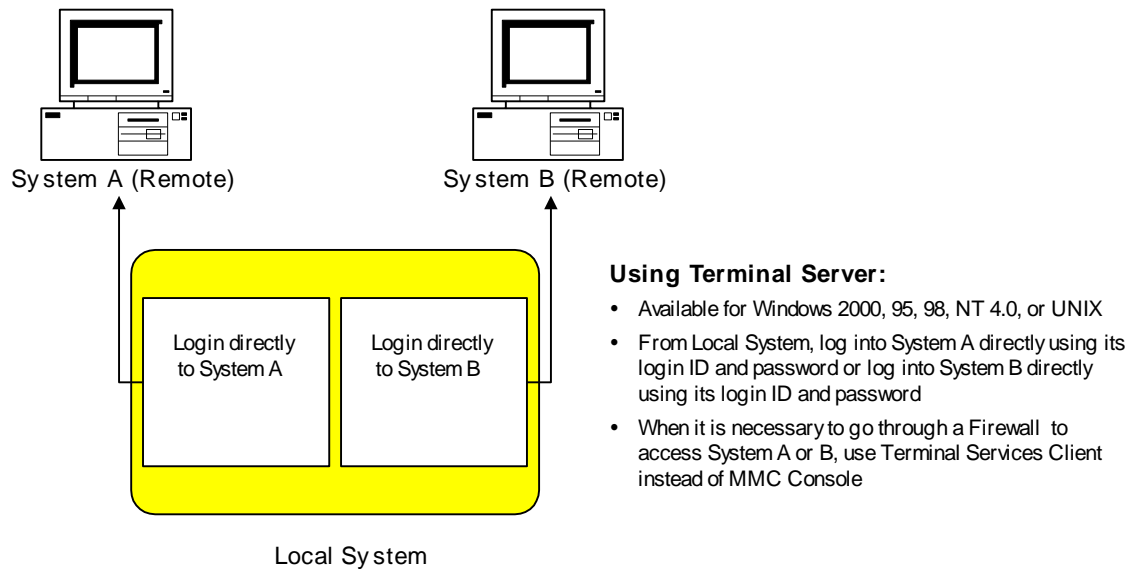 System A (Remote)
System B (Remote)
Login directly
to System A
Login directly
to System B
Local System
Using Terminal Server:
• Available for Windows 2000, 95, 98, NT 4.0, or UNIX
• From Local System, log into System A directly using its
login ID and password or log into System B directly
using its login ID and password
• When it is necessary to go through a Firewall to
access System A or B, use Terminal Services Client
instead of MMC Console